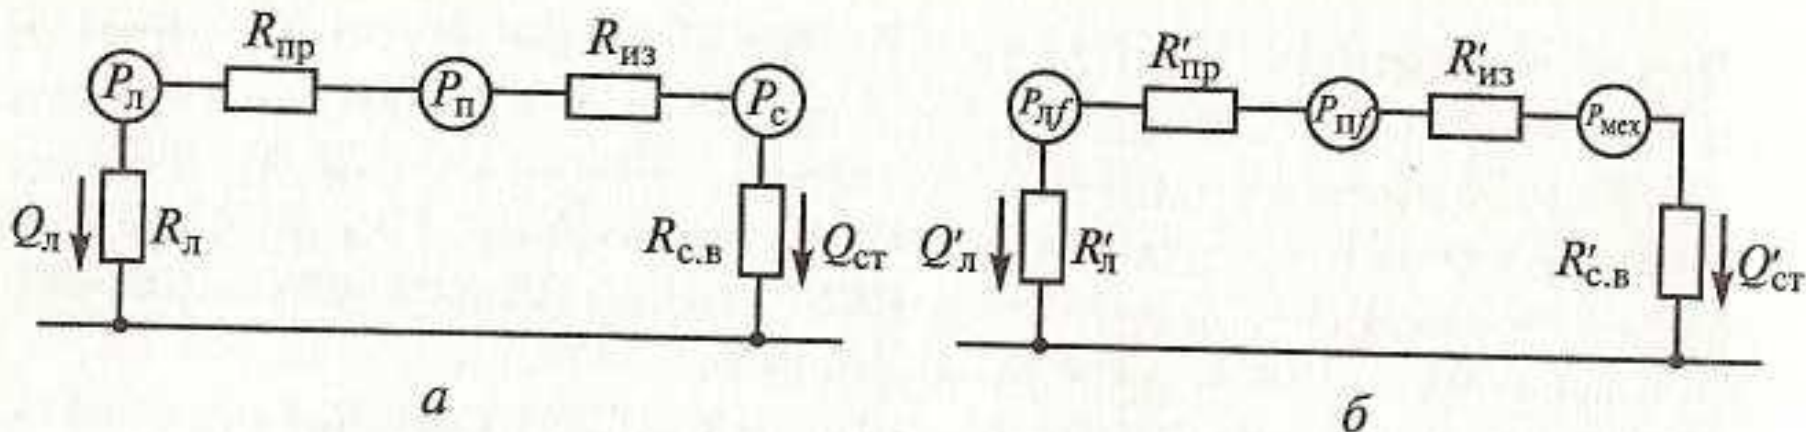 Rпр Rиз R′пр R′из
Pл Pп Pс Pлf Pпf Pмех
Qл Rл Rс.в Qст Q′л R′л R′с.в Q′ст
а б